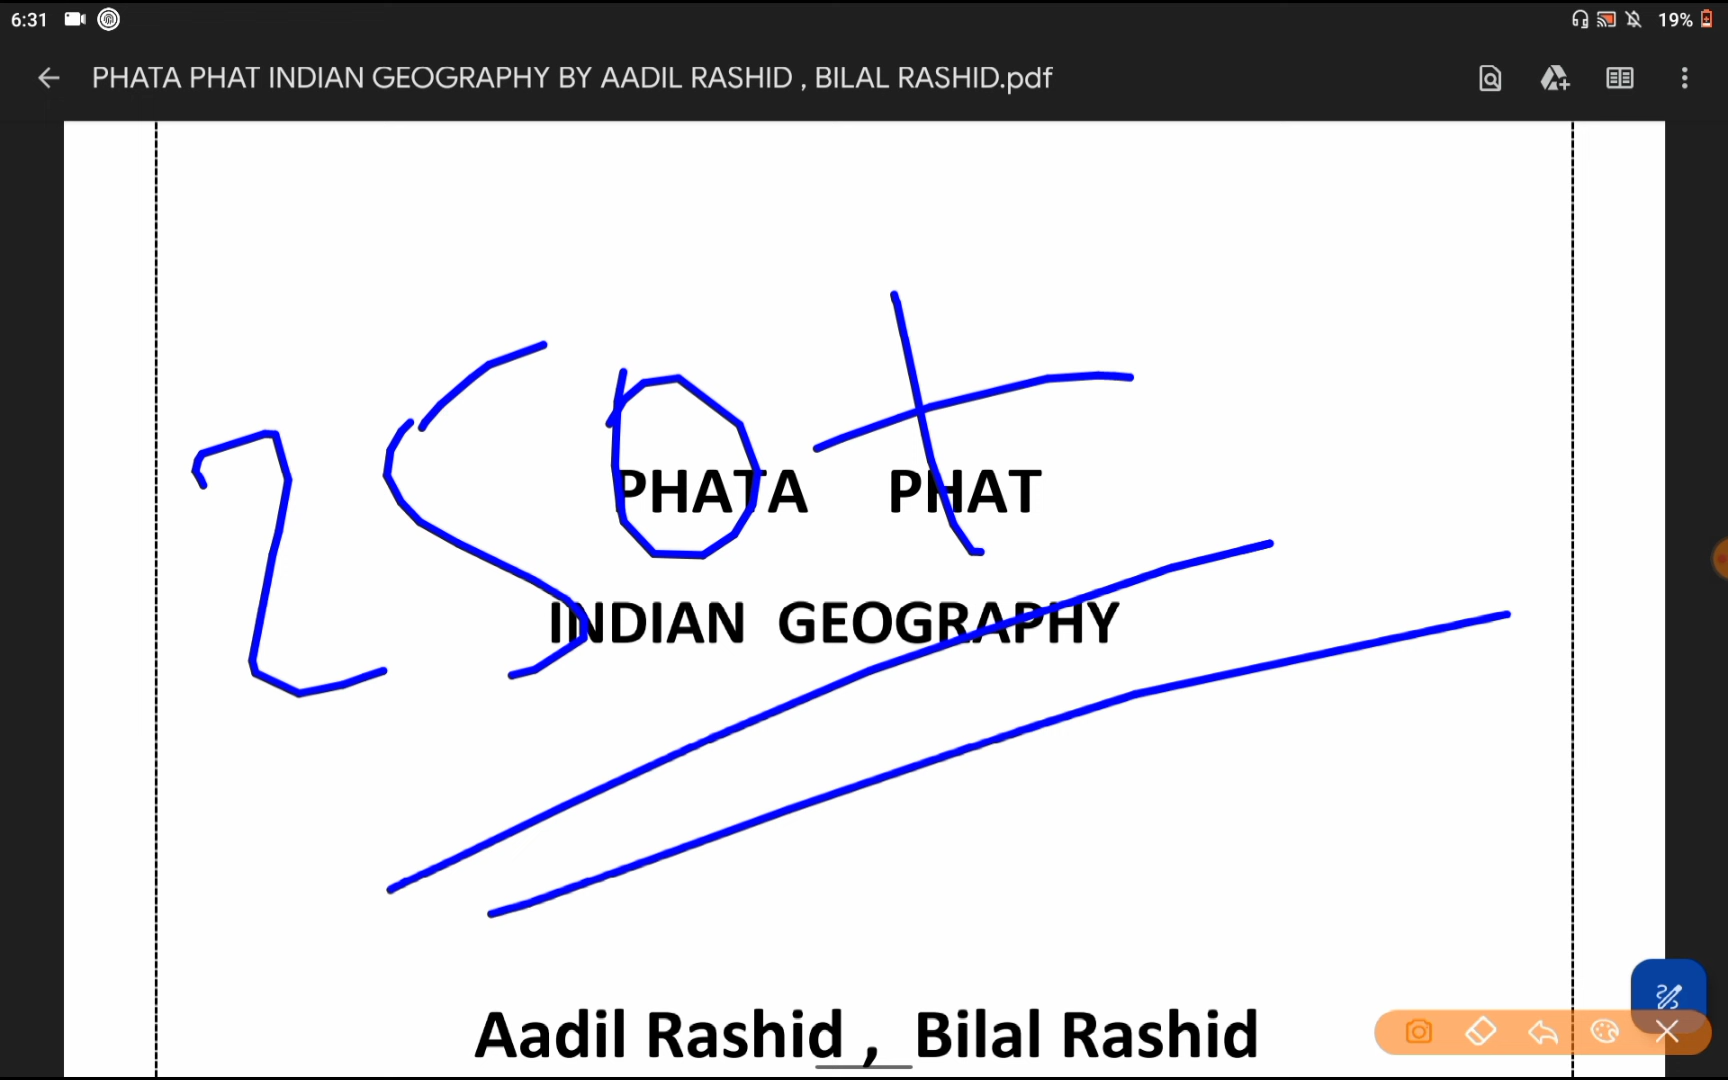 6:31 19%
PHATA PHAT INDIAN GEOGRAPHY BY AADIL RASHID , BILAL RASHID.pdf
250+
PHATA PHAT
INDIAN GEOGRAPHY
Aadil Rashid , Bilal Rashid